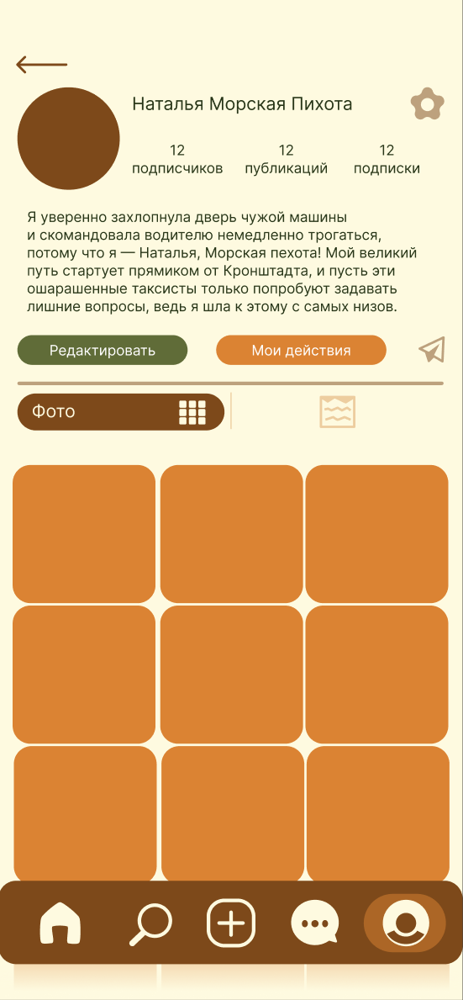 Наталья Морская Пихота
12 12 12
подписчиков публикаций подписки
Я уверенно захлопнула дверь чужой машины
и скомандовала водителю немедленно трогаться,
потому что я — Наталья, Морская пехота! Мой великий
путь стартует прямиком от Кронштадта, и пусть эти
ошарашенные таксисты только попробуют задавать
лишние вопросы, ведь я шла к этому с самых низов.
Редактировать Мои действия
Фото